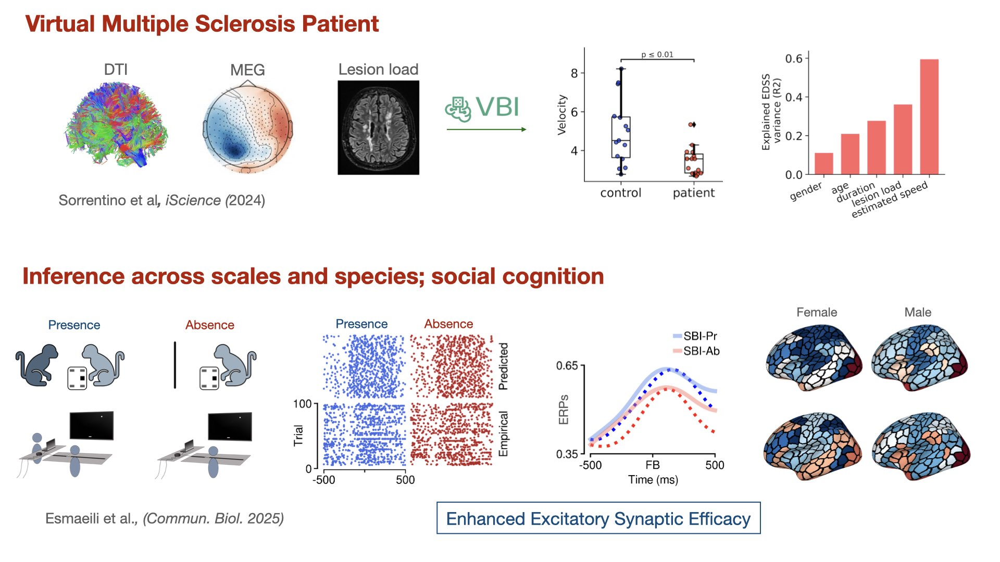 Virtual Multiple Sclerosis Patient
DTI
MEG
Lesion load
VBI
p ≤ 0.01
Velocity
8
6
4
control
patient
Explained EDSS
variance (R2)
0.6
0.4
0.2
0.0
gender
age
duration
lesion load
estimated speed
Sorrentino et al, iScience (2024)
Inference across scales and species; social cognition
Presence
Absence
Presence
Absence
Predicted
Empirical
Trial
100
0
-500
500
SBI-Pr
SBI-Ab
ERPs
0.65
0.35
-500
FB
500
Time (ms)
Female
Male
Esmaeili et al., (Commun. Biol. 2025)
Enhanced Excitatory Synaptic Efficacy